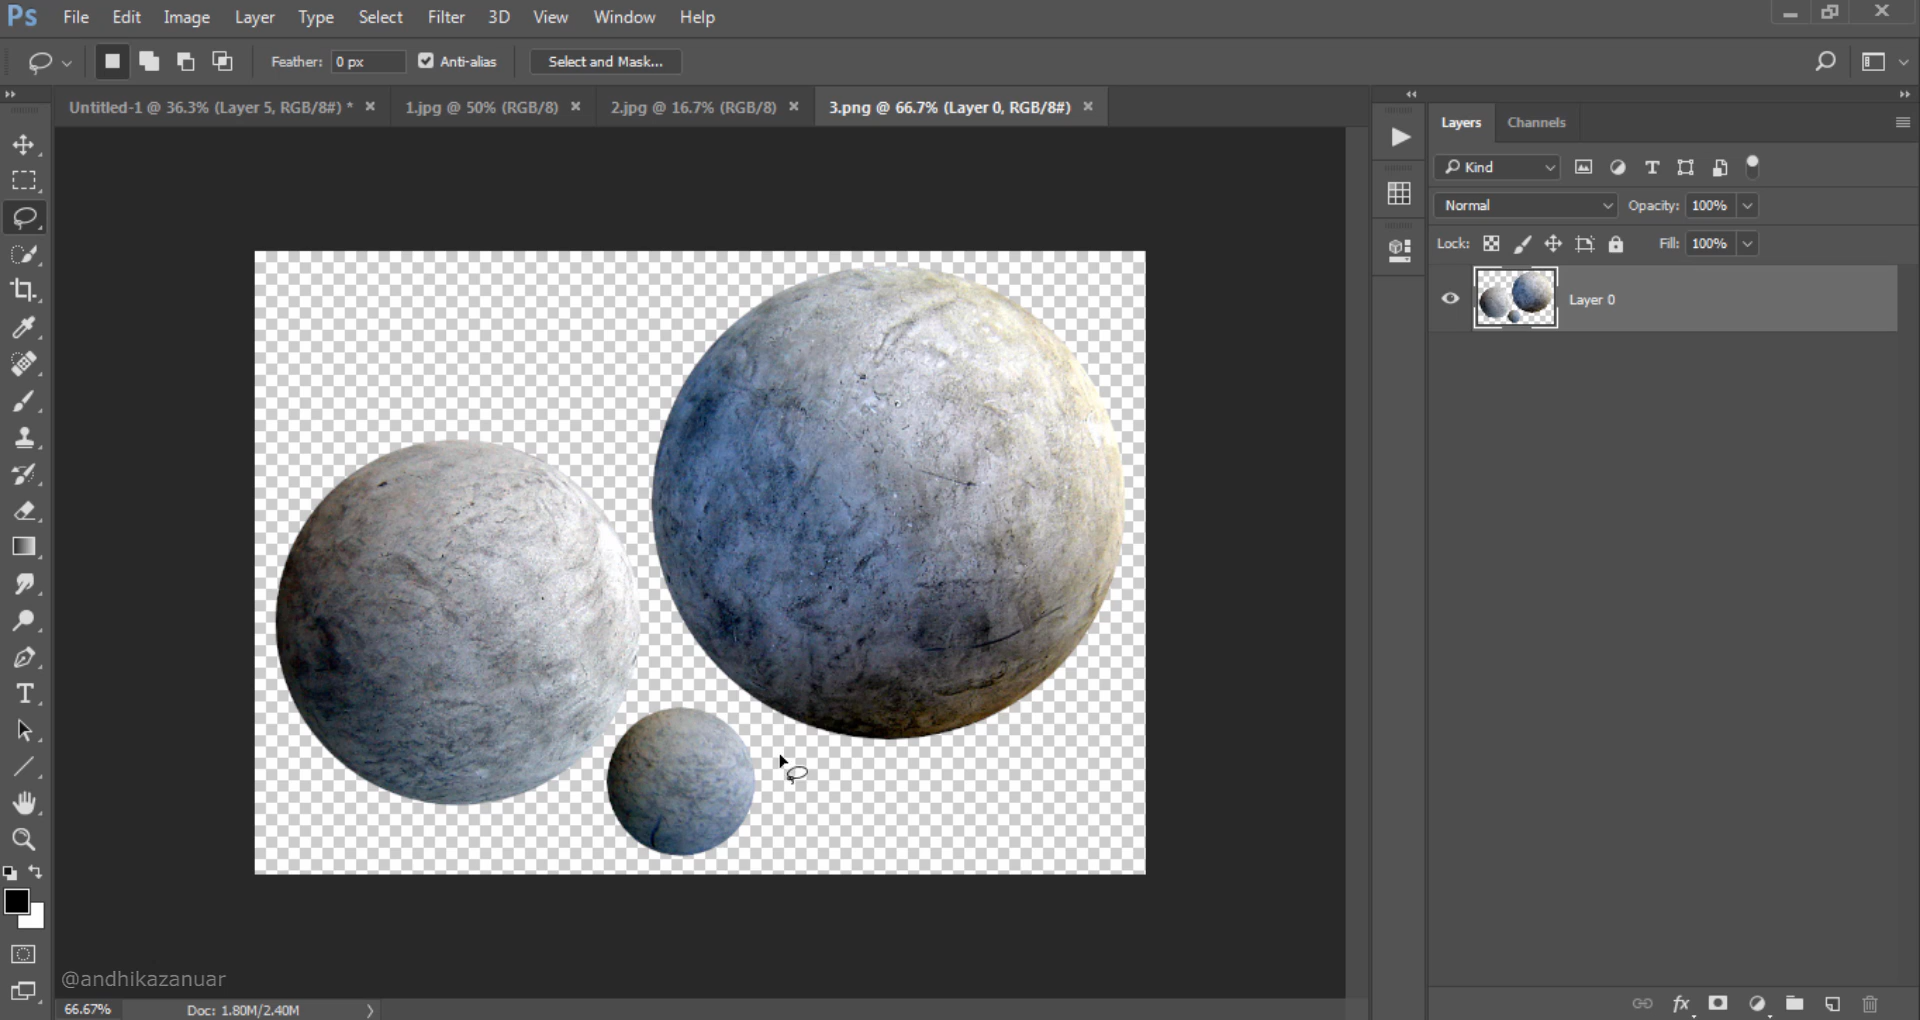 Ps File Edit Image Layer Type Select Filter 3D View Window Help
Feather: 0 px Anti-alias Select and Mask...
Untitled-1 @ 36.3% (Layer 5, RGB/8#) * × 1.jpg @ 50% (RGB/8) × 2.jpg @ 16.7% (RGB/8) × 3.png @ 66.7% (Layer 0, RGB/8#) ×
Layers Channels
Kind
Normal Opacity: 100%
Lock: Fill: 100%
Layer 0
@andhikazanuar
66.67% Doc: 1.80M/2.40M
fx